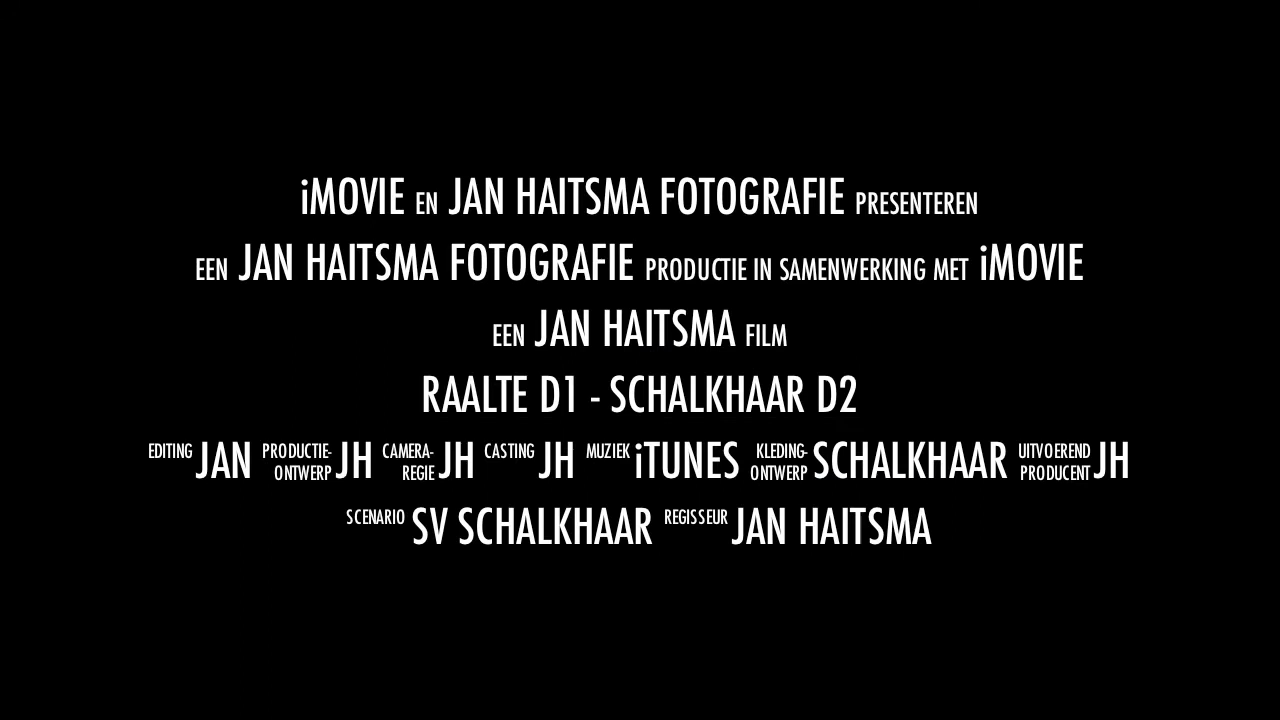 iMOVIE EN JAN HAITSMA FOTOGRAFIE PRESENTEREN
EEN JAN HAITSMA FOTOGRAFIE PRODUCTIE IN SAMENWERKING MET iMOVIE
EEN JAN HAITSMA FILM
RAALTE D1 - SCHALKHAAR D2
EDITING JAN PRODUCTIE-ONTWERP JH CAMERA-REGIE JH CASTING JH MUZIEK iTUNES KLEDING-ONTWERP SCHALKHAAR UITVOEREND PRODUCENT JH
SCENARIO SV SCHALKHAAR REGISSEUR JAN HAITSMA